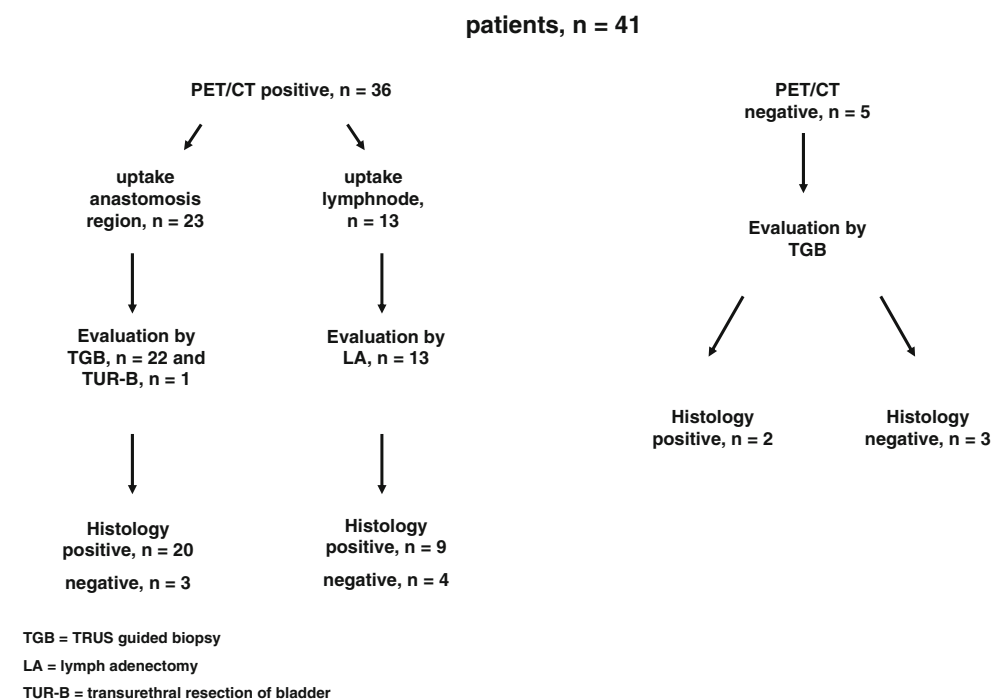 patients, n = 41
PET/CT positive, n = 36
uptake
anastomosis
region, n = 23
Evaluation by
TGB, n = 22 and
TUR-B, n = 1
Histology
positive, n = 20
negative, n = 3
uptake
lymphnode,
n = 13
Evaluation by
LA, n = 13
Histology
positive, n = 9
negative, n = 4
PET/CT
negative, n = 5
Evaluation by
TGB
Histology
positive, n = 2
Histology
negative, n = 3
TGB = TRUS guided biopsy
LA = lymph adenectomy
TUR-B = transurethral resection of bladder